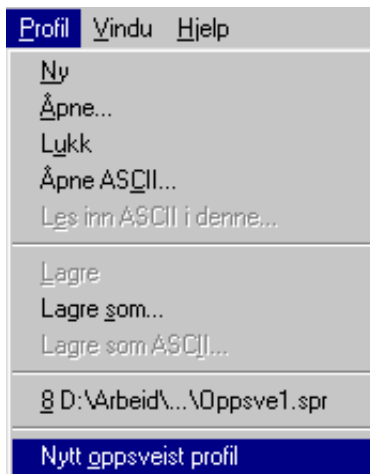 Profil Vindu Hjelp
Ny
Åpne...
Lukk
Åpne ASCII...
Les inn ASCII i denne...
Lagre
Lagre som...
Lagre som ASCII...
8 D:\Arbeid\...\Oppsve1.spr
Nytt oppsveist profil